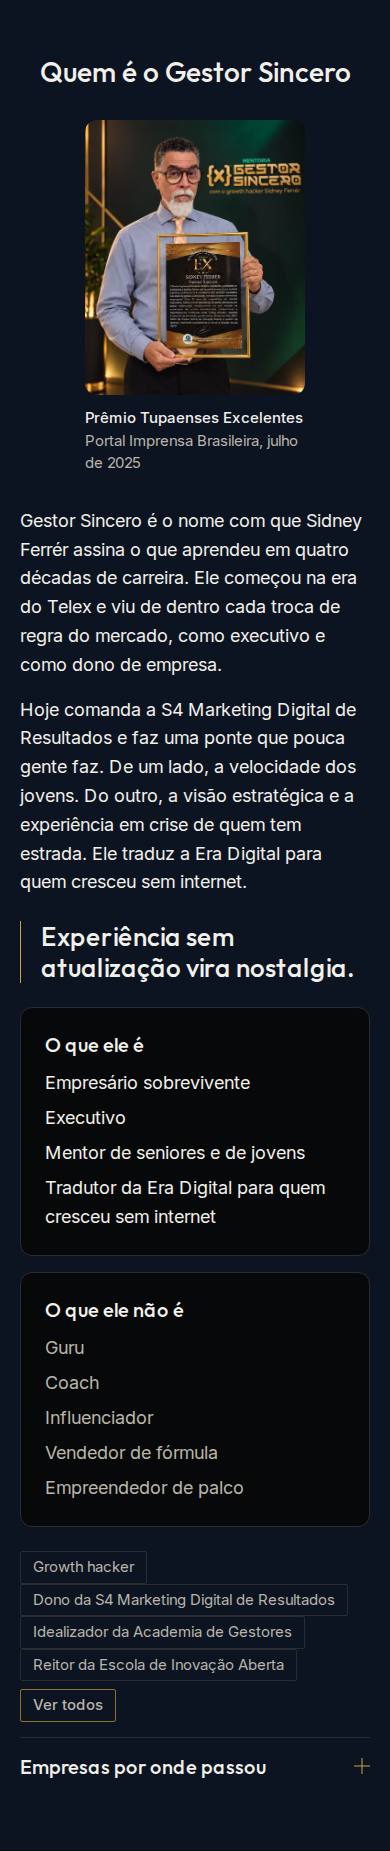 Quem é o Gestor Sincero
MENTORIA
{x} GESTOR
SINCERO
com o growth hacker Sidney Ferrér
EX
SIDNEY FERRER
Prêmio Tupaenses Excelentes
Portal Imprensa Brasileira, julho
de 2025
Gestor Sincero é o nome com que Sidney
Ferrér assina o que aprendeu em quatro
décadas de carreira. Ele começou na era
do Telex e viu de dentro cada troca de
regra do mercado, como executivo e
como dono de empresa.
Hoje comanda a S4 Marketing Digital de
Resultados e faz uma ponte que pouca
gente faz. De um lado, a velocidade dos
jovens. Do outro, a visão estratégica e a
experiência em crise de quem tem
estrada. Ele traduz a Era Digital para
quem cresceu sem internet.
Experiência sem
atualização vira nostalgia.
O que ele é
Empresário sobrevivente
Executivo
Mentor de seniores e de jovens
Tradutor da Era Digital para quem
cresceu sem internet
O que ele não é
Guru
Coach
Influenciador
Vendedor de fórmula
Empreendedor de palco
Growth hacker
Dono da S4 Marketing Digital de Resultados
Idealizador da Academia de Gestores
Reitor da Escola de Inovação Aberta
Ver todos
Empresas por onde passou